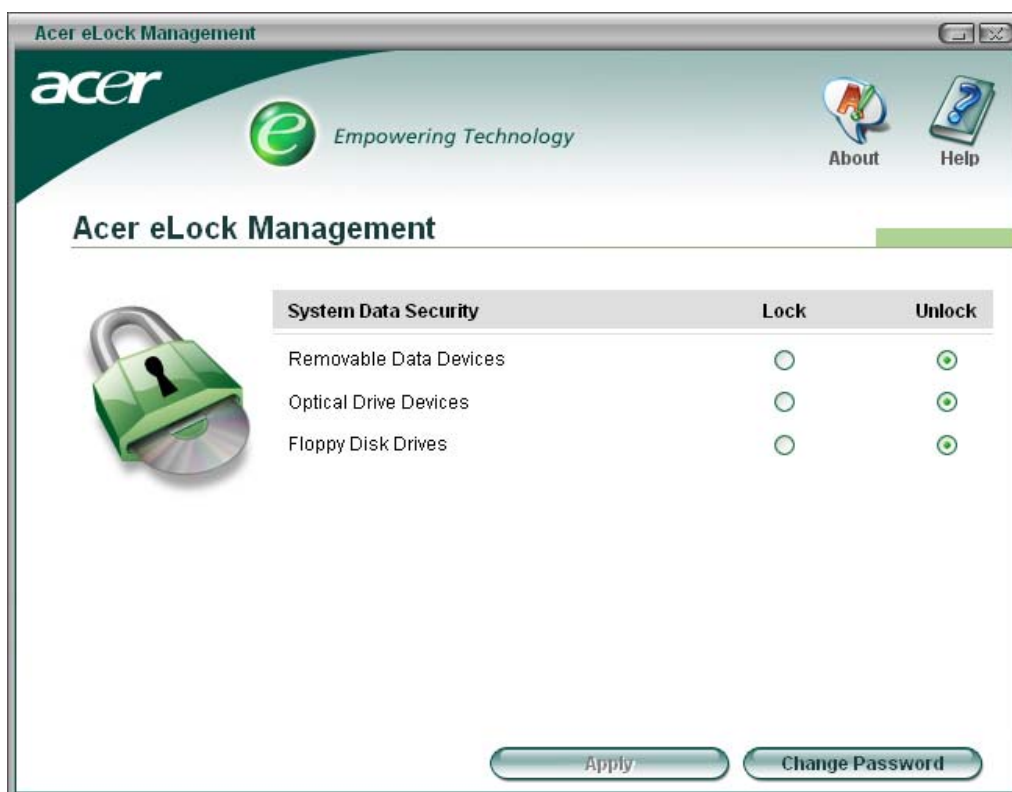 Acer eLock Management
acer
e Empowering Technology
About Help
Acer eLock Management
System Data Security Lock Unlock
Removable Data Devices
Optical Drive Devices
Floppy Disk Drives
Apply Change Password